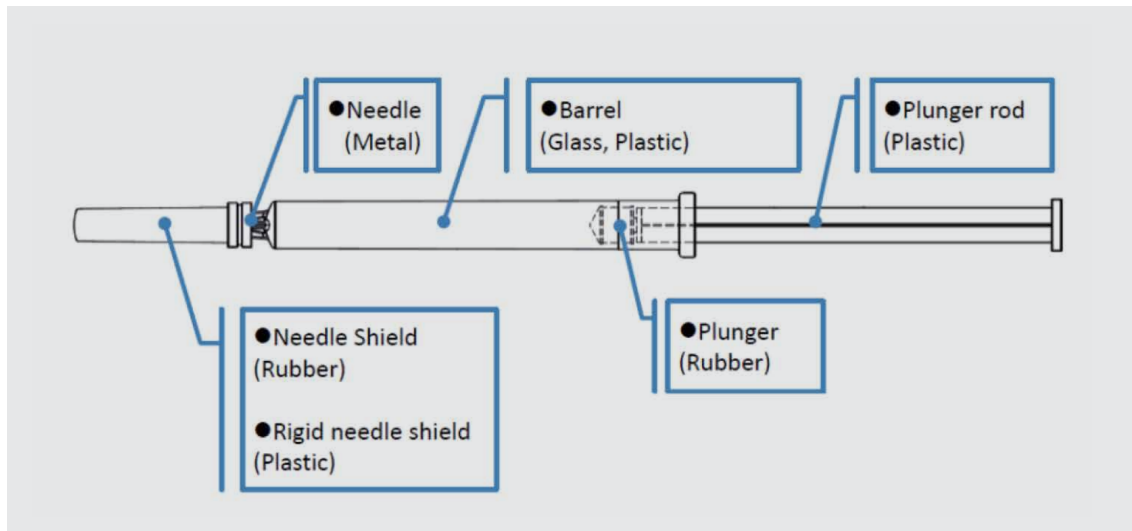 ●Needle
(Metal)
●Barrel
(Glass, Plastic)
●Plunger rod
(Plastic)
●Needle Shield
(Rubber)
●Rigid needle shield
(Plastic)
●Plunger
(Rubber)